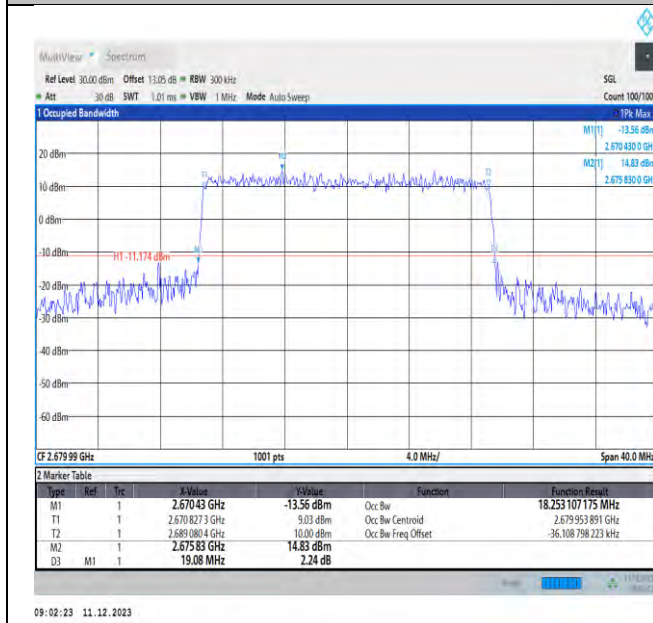 MultiView Spectrum
Ref Level 30.00 dBm Offset 13.05 dB RBW 300 kHz SGL
Att 30 dB SWT 1.01 ms VBW 1 MHz Mode Auto Sweep Count 100/100
1 Occupied Bandwidth 1Pk Max
M1[1] -13.56 dBm
2.670 430 0 GH
M2[1] 14.83 dBm
2.675 830 0 GH
20 dBm
10 dBm
0 dBm
-10 dBm
H1 -11.174 dBm
-20 dBm
-30 dBm
-40 dBm
-50 dBm
-60 dBm
CF 2.679 99 GHz 1001 pts 4.0 MHz/ Span 40.0 MHz
2 Marker Table
Type Ref Trc X-Value Y-Value Function Function Result
M1 1 2.670 43 GHz -13.56 dBm Occ Bw 18.253 107 175 MHz
T1 1 2.670 827 3 GHz 9.03 dBm Occ Bw Centroid 2.679 953 891 GHz
T2 1 2.689 080 4 GHz 10.00 dBm Occ Bw Freq Offset -36.108 798 223 kHz
M2 1 2.675 83 GHz 14.83 dBm
D3 M1 1 19.08 MHz 2.24 dB
09:02:23 11.12.2023